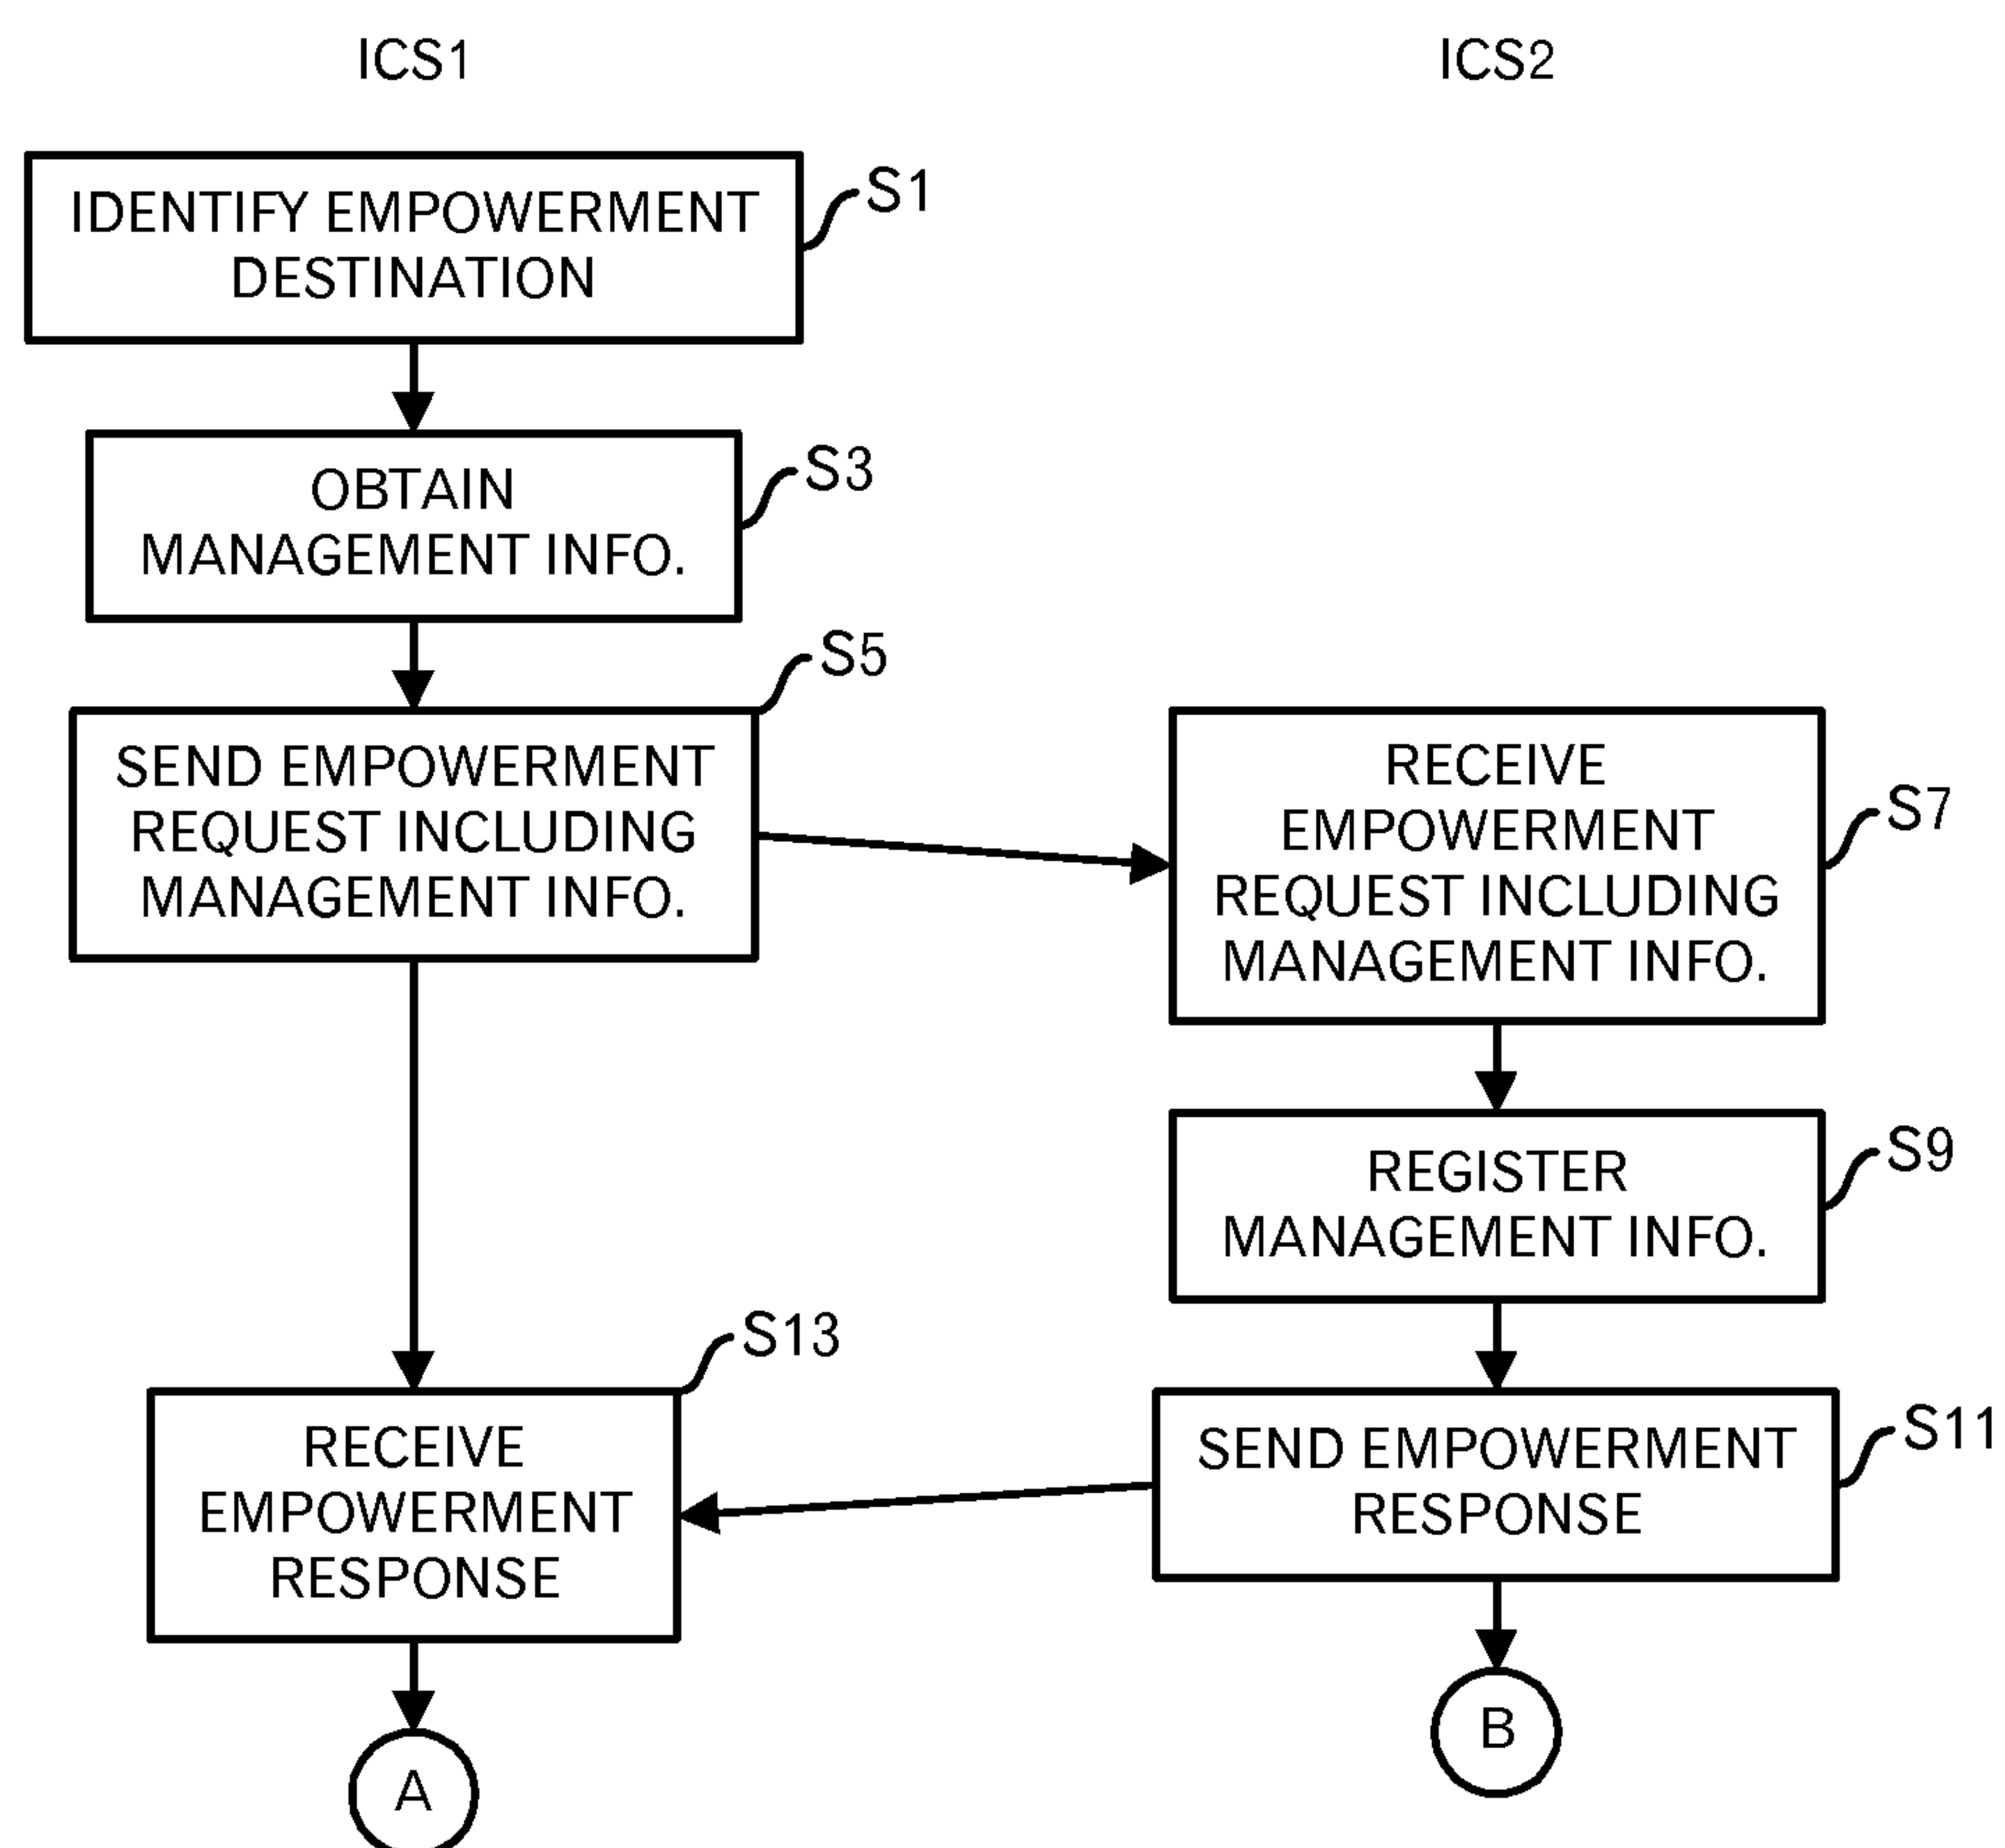 ICS1
ICS2
IDENTIFY EMPOWERMENT
DESTINATION
S1
OBTAIN
MANAGEMENT INFO.
S3
SEND EMPOWERMENT
REQUEST INCLUDING
MANAGEMENT INFO.
S5
RECEIVE
EMPOWERMENT
REQUEST INCLUDING
MANAGEMENT INFO.
S7
REGISTER
MANAGEMENT INFO.
S9
SEND EMPOWERMENT
RESPONSE
S11
RECEIVE
EMPOWERMENT
RESPONSE
S13
A
B